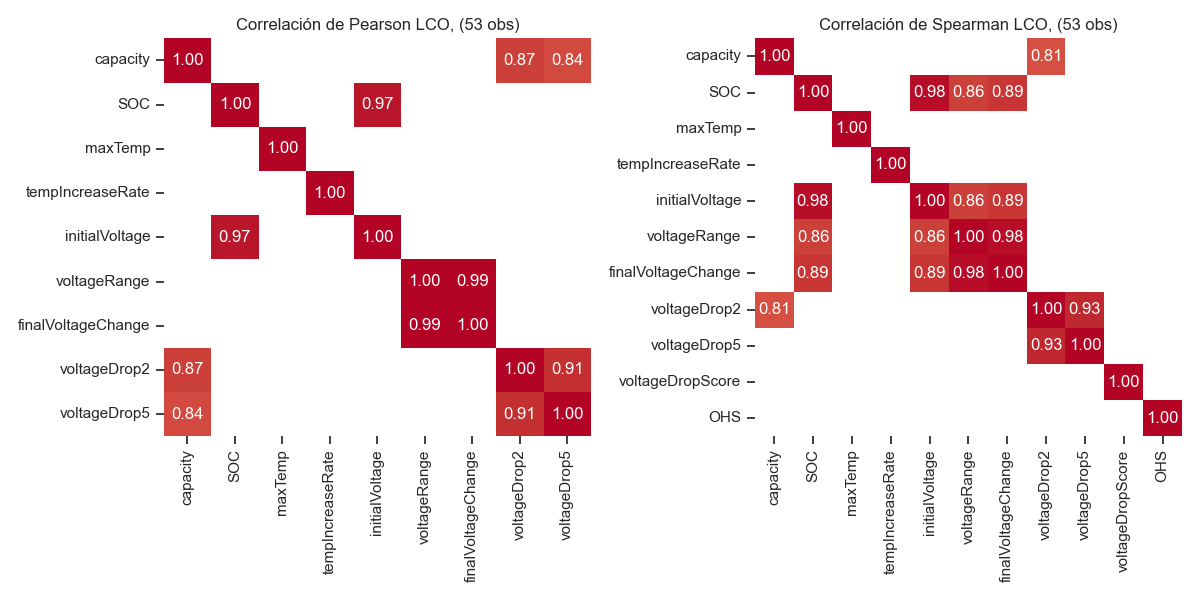 Correlación de Pearson LCO, (53 obs)
capacity 1.00 0.87 0.84
SOC 1.00 0.97
maxTemp 1.00
tempIncreaseRate 1.00
initialVoltage 0.97 1.00
voltageRange 1.00 0.99
finalVoltageChange 0.99 1.00
voltageDrop2 0.87 1.00 0.91
voltageDrop5 0.84 0.91 1.00
capacity
SOC
maxTemp
tempIncreaseRate
initialVoltage
voltageRange
finalVoltageChange
voltageDrop2
voltageDrop5
Correlación de Spearman LCO, (53 obs)
capacity 1.00 0.81
SOC 1.00 0.98 0.86 0.89
maxTemp 1.00
tempIncreaseRate 1.00
initialVoltage 0.98 1.00 0.86 0.89
voltageRange 0.86 0.86 1.00 0.98
finalVoltageChange 0.89 0.89 0.98 1.00
voltageDrop2 0.81 1.00 0.93
voltageDrop5 0.93 1.00
voltageDropScore 1.00
OHS 1.00
capacity
SOC
maxTemp
tempIncreaseRate
initialVoltage
voltageRange
finalVoltageChange
voltageDrop2
voltageDrop5
voltageDropScore
OHS